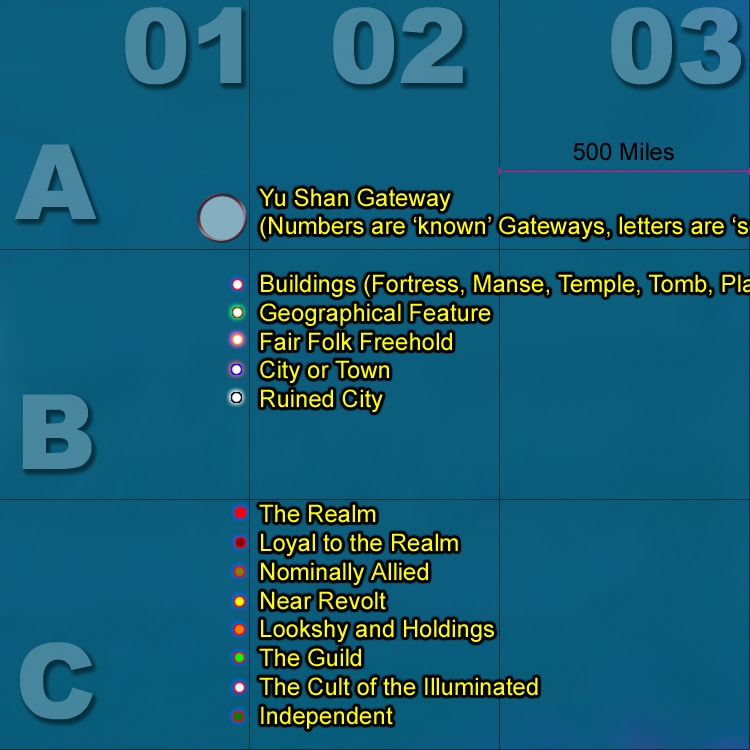 01 02 03
500 Miles
A
Yu Shan Gateway
(Numbers are ‘known’ Gateways, letters are ‘s
Buildings (Fortress, Manse, Temple, Tomb, Pla
Geographical Feature
Fair Folk Freehold
City or Town
Ruined City
B
The Realm
Loyal to the Realm
Nominally Allied
Near Revolt
Lookshy and Holdings
The Guild
C
The Cult of the Illuminated
Independent